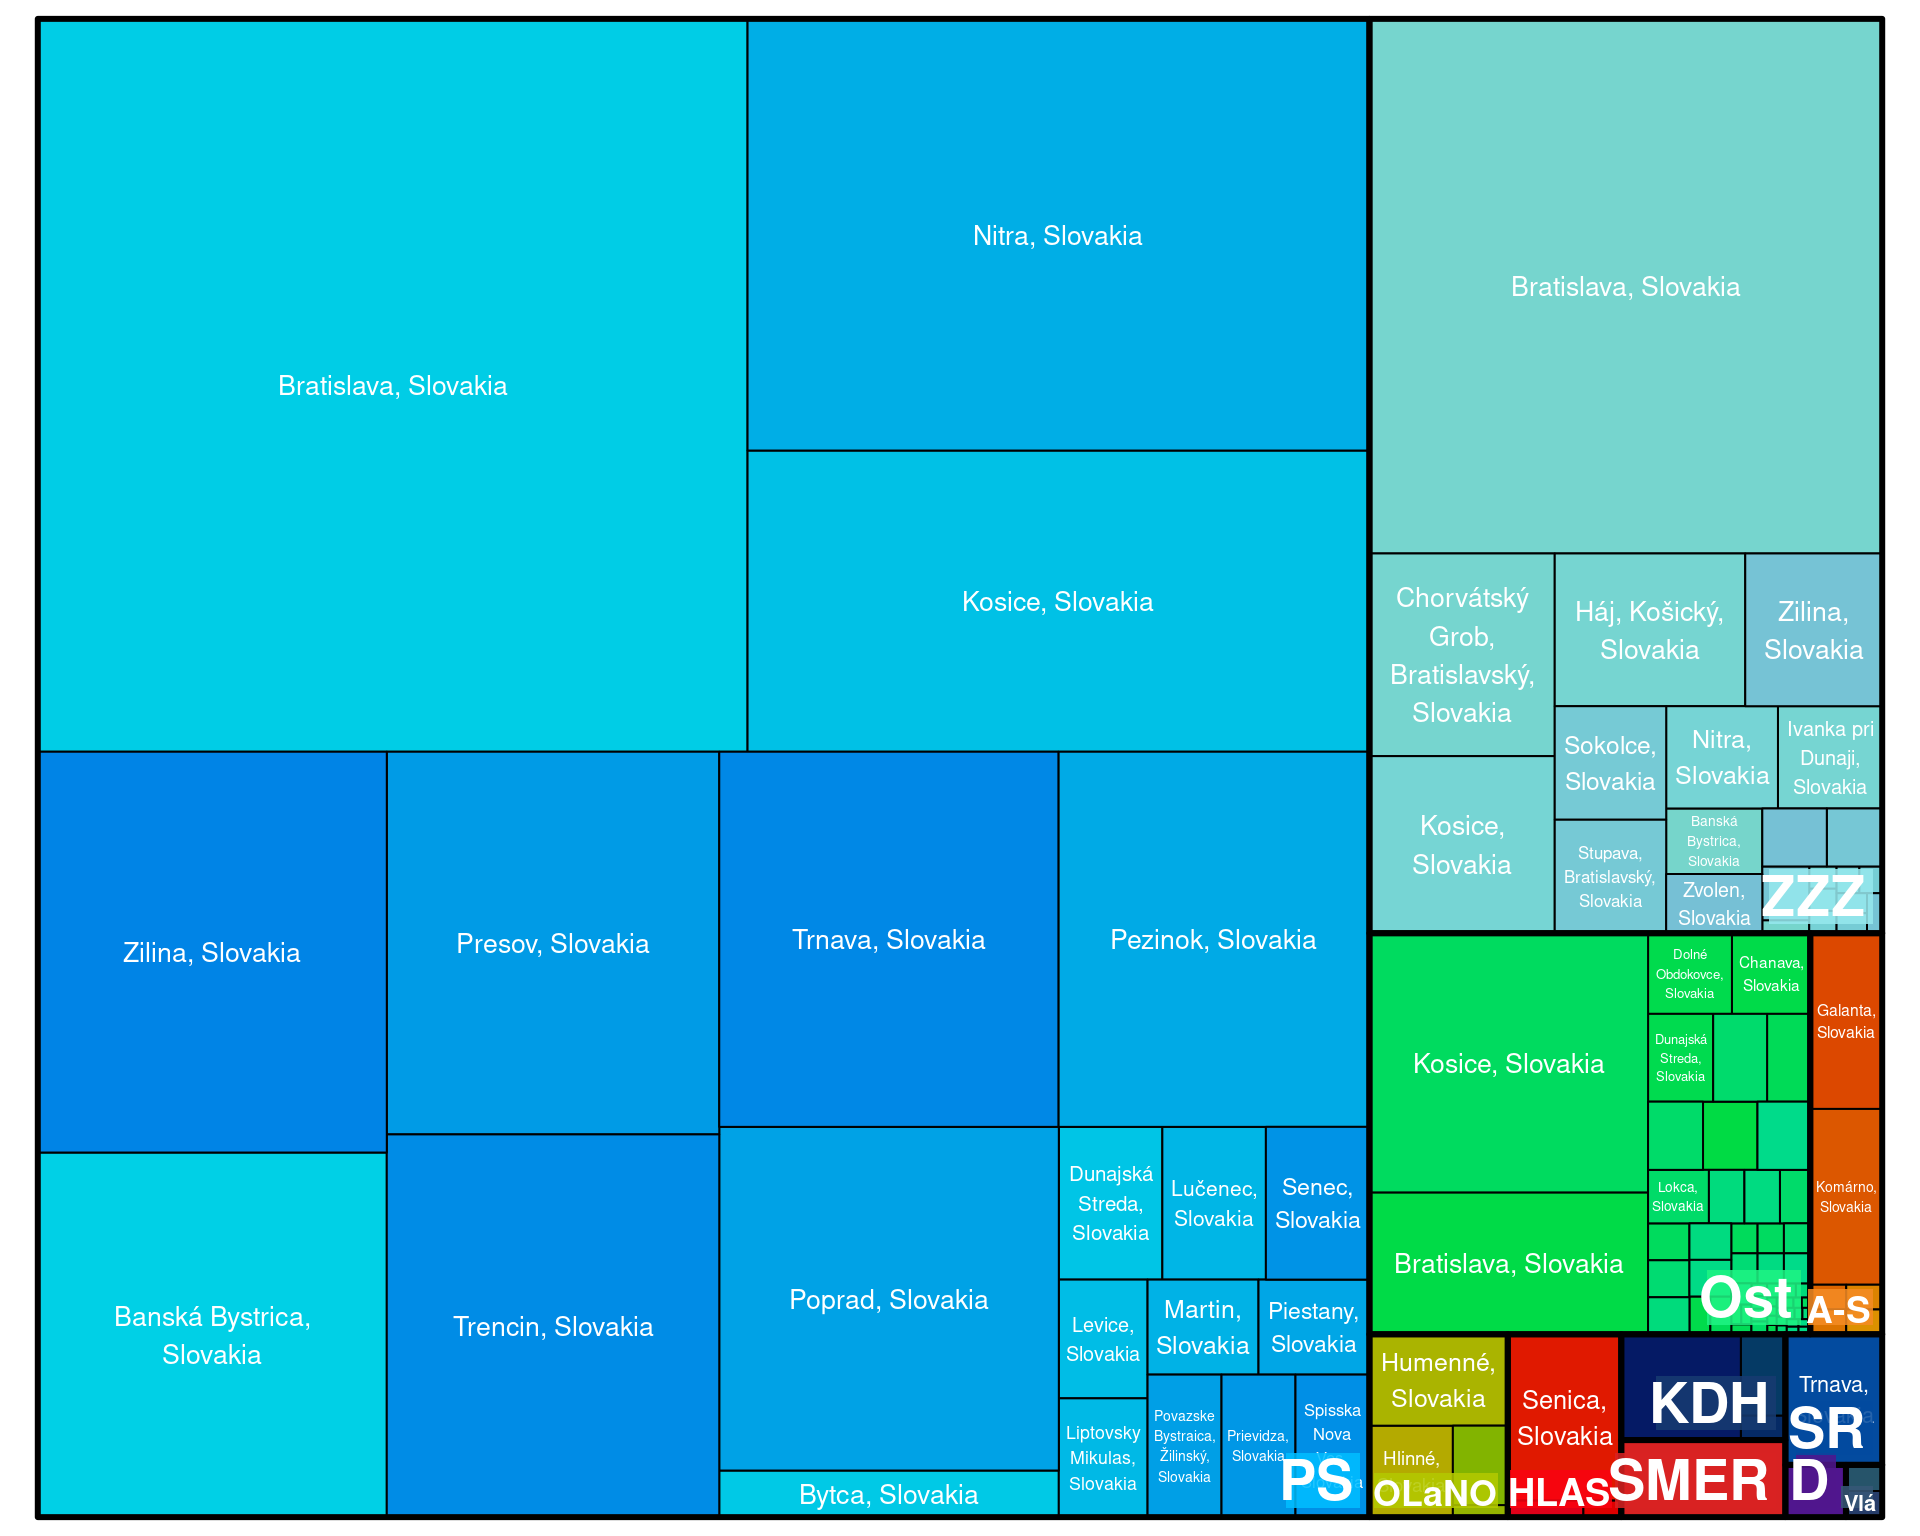 Bratislava, Slovakia
Nitra, Slovakia
Kosice, Slovakia
Zilina, Slovakia
Presov, Slovakia
Trnava, Slovakia
Pezinok, Slovakia
Banská Bystrica,
Slovakia
Trencin, Slovakia
Poprad, Slovakia
Bytca, Slovakia
Dunajská
Streda,
Slovakia
Lučenec,
Slovakia
Senec,
Slovakia
Levice,
Slovakia
Martin,
Slovakia
Piestany,
Slovakia
Liptovsky
Mikulas,
Slovakia
Povazske
Bystraica,
Žilinský,
Slovakia
Prievidza,
Slovakia
Spisska
Nova
PS
Bratislava, Slovakia
Chorvátský
Grob,
Bratislavský,
Slovakia
Háj, Košický,
Slovakia
Zilina,
Slovakia
Kosice,
Slovakia
Sokolce,
Slovakia
Nitra,
Slovakia
Ivanka pri
Dunaji,
Slovakia
Stupava,
Bratislavský,
Slovakia
Banská
Bystrica,
Slovakia
Zvolen,
Slovakia
ZZZ
Kosice, Slovakia
Bratislava, Slovakia
Dolné
Obdokovce,
Slovakia
Chanava,
Slovakia
Dunajská
Streda,
Slovakia
Lokca,
Slovakia
Ost
Galanta,
Slovakia
Komárno,
Slovakia
A-S
Humenné,
Slovakia
Hlinné,
OLaNO
Senica,
Slovakia
HLAS
KDH
SMER
Trnava,
SR
D
Vlá